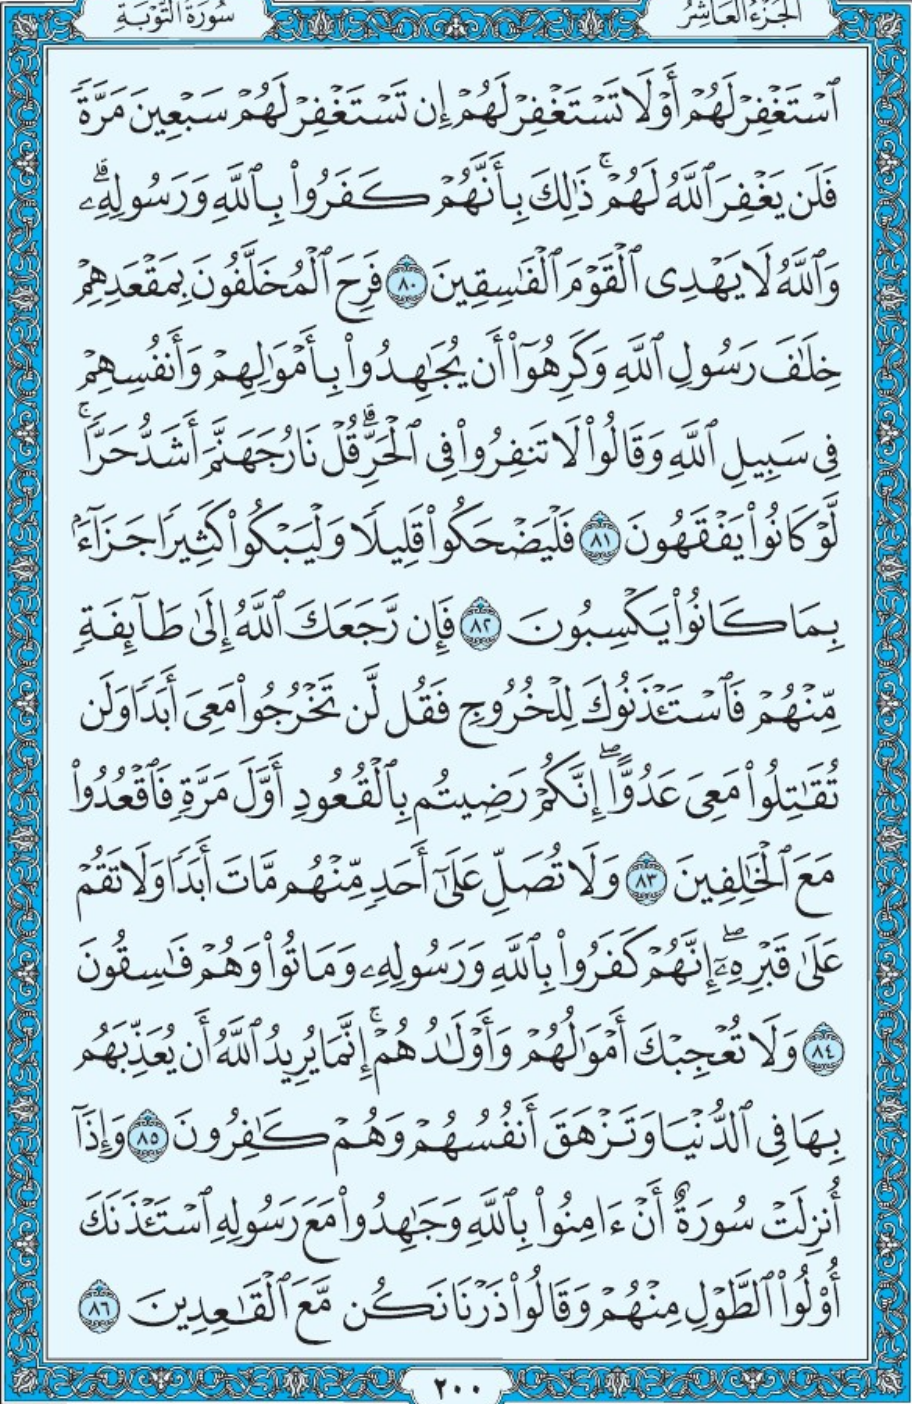 الجزء العاشر
سورة التوبة
ٱسۡتَغۡفِرۡ لَهُمۡ أَوۡ لَا تَسۡتَغۡفِرۡ لَهُمۡ إِن تَسۡتَغۡفِرۡ لَهُمۡ سَبۡعِينَ مَرَّةٗ
فَلَن يَغۡفِرَ ٱللَّهُ لَهُمۡۚ ذَٰلِكَ بِأَنَّهُمۡ كَفَرُواْ بِٱللَّهِ وَرَسُولِهِۦۗ
وَٱللَّهُ لَا يَهۡدِى ٱلۡقَوۡمَ ٱلۡفَٰسِقِينَ ٨٠ فَرِحَ ٱلۡمُخَلَّفُونَ بِمَقۡعَدِهِمۡ
خِلَٰفَ رَسُولِ ٱللَّهِ وَكَرِهُوٓاْ أَن يُجَٰهِدُواْ بِأَمۡوَٰلِهِمۡ وَأَنفُسِهِمۡ
فِى سَبِيلِ ٱللَّهِ وَقَالُواْ لَا تَنفِرُواْ فِى ٱلۡحَرِّۗ قُلۡ نَارُ جَهَنَّمَ أَشَدُّ حَرّٗاۚ
لَّوۡ كَانُواْ يَفۡقَهُونَ ٨١ فَلۡيَضۡحَكُواْ قَلِيلٗا وَلۡيَبۡكُواْ كَثِيرٗا جَزَآءَۢ
بِمَا كَانُواْ يَكۡسِبُونَ ٨٢ فَإِن رَّجَعَكَ ٱللَّهُ إِلَىٰ طَآئِفَةٖ
مِّنۡهُمۡ فَٱسۡتَـٔۡذَنُوكَ لِلۡخُرُوجِ فَقُل لَّن تَخۡرُجُواْ مَعِىَ أَبَدٗا وَلَن
تُقَٰتِلُواْ مَعِىَ عَدُوًّاۖ إِنَّكُمۡ رَضِيتُم بِٱلۡقُعُودِ أَوَّلَ مَرَّةٖ فَٱقۡعُدُواْ
مَعَ ٱلۡخَٰلِفِينَ ٨٣ وَلَا تُصَلِّ عَلَىٰٓ أَحَدٖ مِّنۡهُم مَّاتَ أَبَدٗا وَلَا تَقُمۡ
عَلَىٰ قَبۡرِهِۦٓۖ إِنَّهُمۡ كَفَرُواْ بِٱللَّهِ وَرَسُولِهِۦ وَمَاتُواْ وَهُمۡ فَٰسِقُونَ
٨٤ وَلَا تُعۡجِبۡكَ أَمۡوَٰلُهُمۡ وَأَوۡلَٰدُهُمۡۚ إِنَّمَا يُرِيدُ ٱللَّهُ أَن يُعَذِّبَهُم
بِهَا فِى ٱلدُّنۡيَا وَتَزۡهَقَ أَنفُسُهُمۡ وَهُمۡ كَٰفِرُونَ ٨٥ وَإِذَآ
أُنزِلَتۡ سُورَةٌ أَنۡ ءَامِنُواْ بِٱللَّهِ وَجَٰهِدُواْ مَعَ رَسُولِهِ ٱسۡتَـٔۡذَنَكَ
أُوْلُواْ ٱلطَّوۡلِ مِنۡهُمۡ وَقَالُواْ ذَرۡنَا نَكُن مَّعَ ٱلۡقَٰعِدِينَ ٨٦
٢٠٠